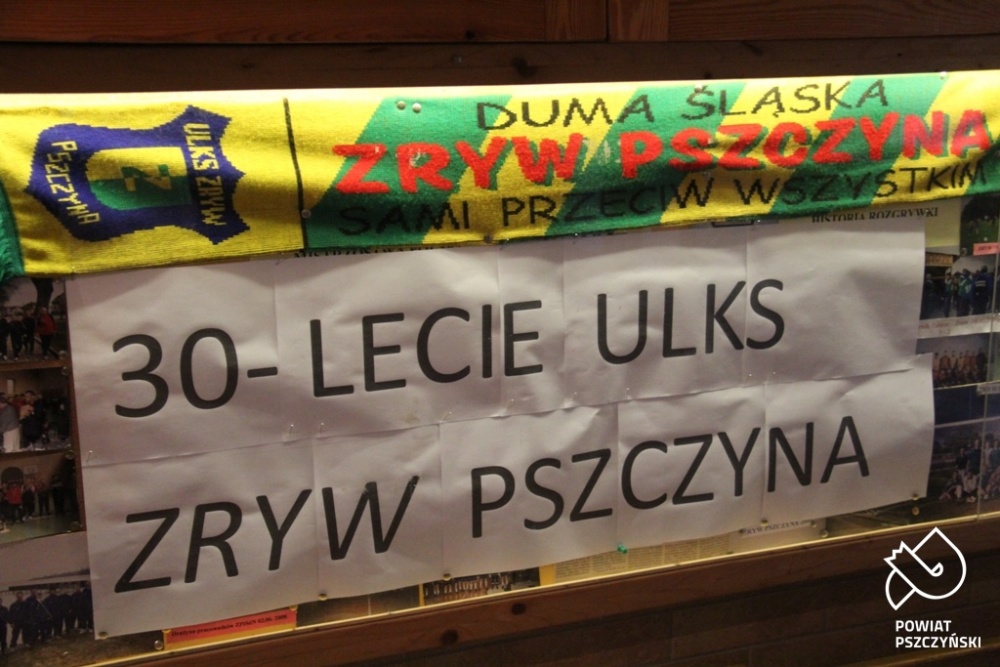 ULKS ZRYW
PSZCZYNA
DUMA ŚLĄSKA
ZRYW PSZCZYNA
SAMI PRZECIW WSZYSTKIM
HISTORIA ROZGRYWKI
30-LECIE ULKS
ZRYW PSZCZYNA
POWIAT
PSZCZYŃSKI